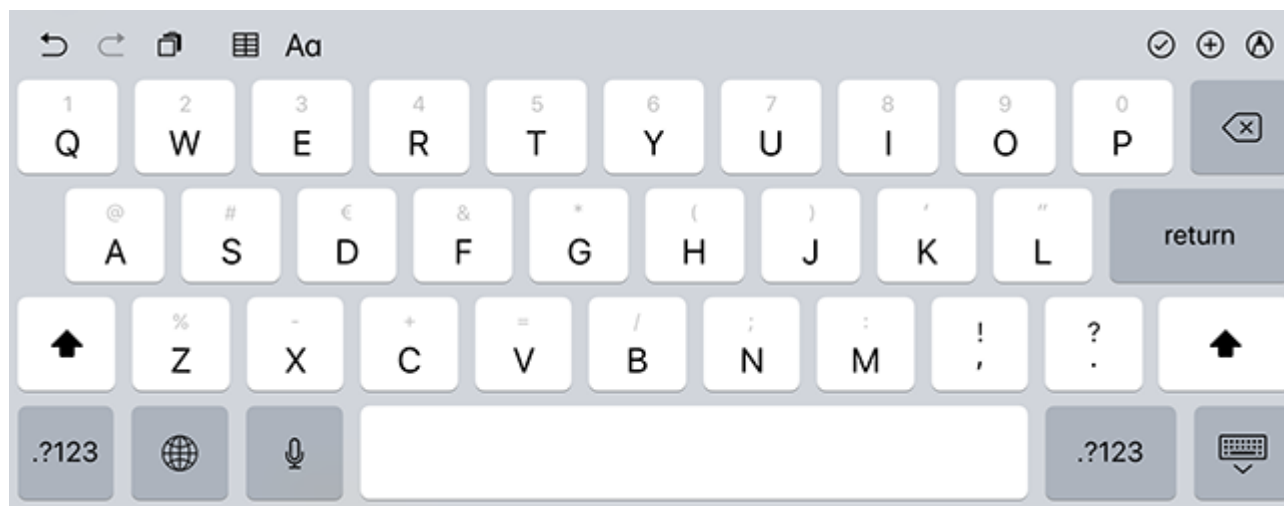 Aa
1 2 3 4 5 6 7 8 9 0
Q W E R T Y U I O P
@ # € & * ( ) ' "
A S D F G H J K L return
% - + = / ; : ! ?
Z X C V B N M , .
.?123 .?123